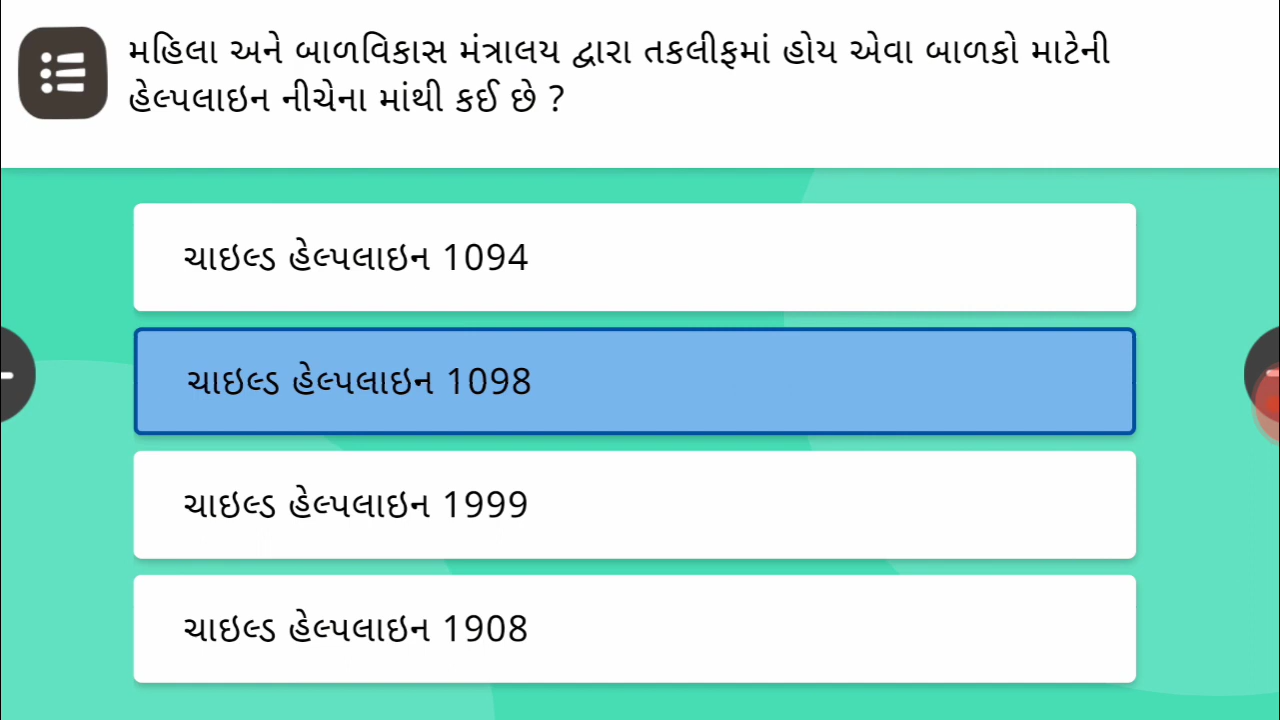 મહિલા અને બાળવિકાસ મંત્રાલય દ્વારા તકલીફમાં હોય એવા બાળકો માટેની
હેલ્પલાઇન નીચેના માંથી કઈ છે ?
ચાઇલ્ડ હેલ્પલાઇન 1094
ચાઇલ્ડ હેલ્પલાઇન 1098
ચાઇલ્ડ હેલ્પલાઇન 1999
ચાઇલ્ડ હેલ્પલાઇન 1908